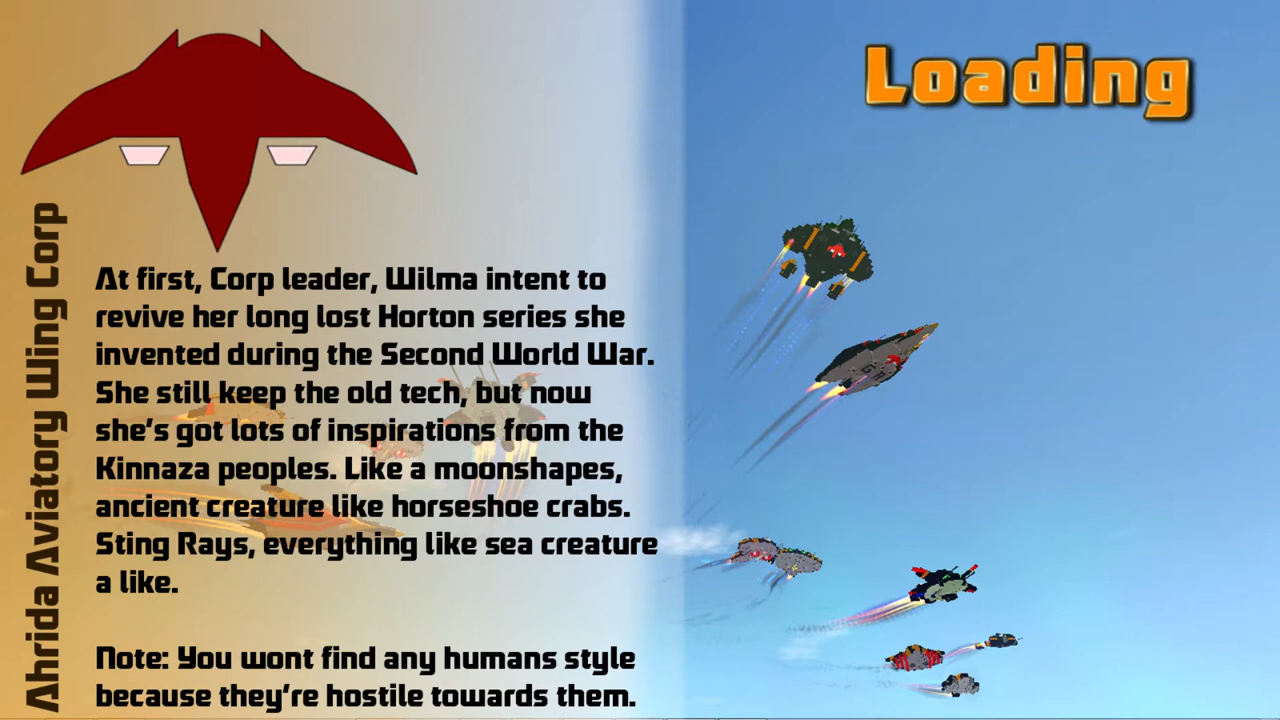 Loading
Ahrida Aviatory Wing Corp
At first, Corp leader, Wilma intent to
revive her long lost Horton series she
invented during the Second World War.
She still keep the old tech, but now
she's got lots of inspirations from the
Kinnaza peoples. Like a moonshapes,
ancient creature like horseshoe crabs.
Sting Rays, everything like sea creature
a like.
Note: You wont find any humans style
because they're hostile towards them.